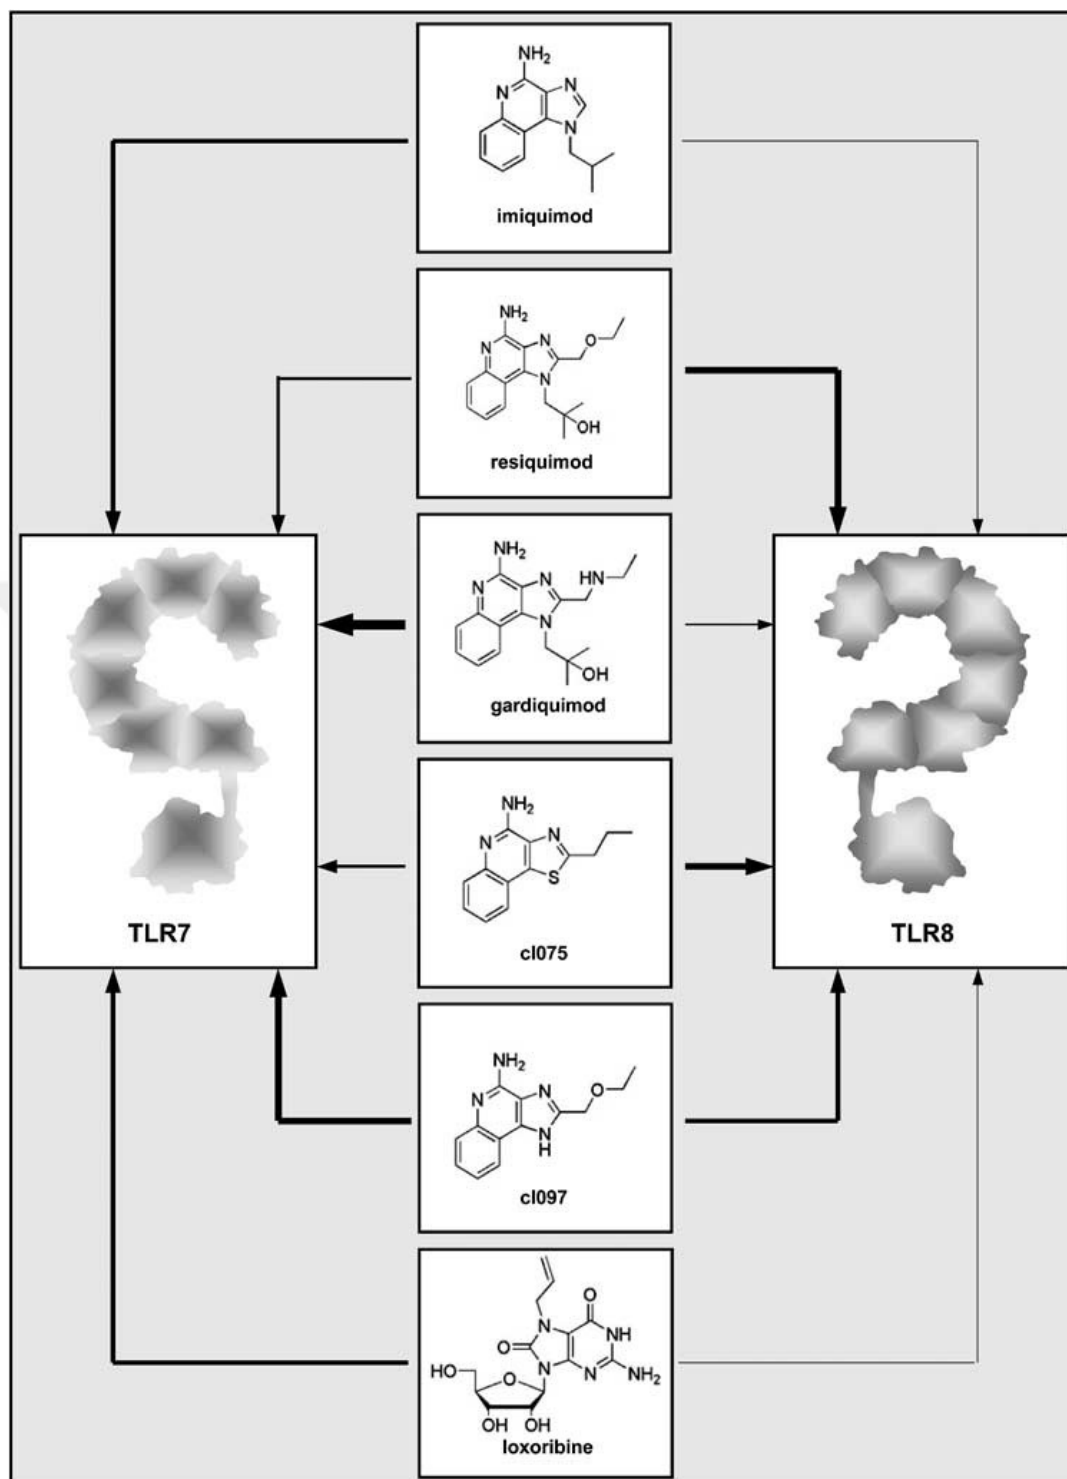 NH2
N
N
N
imiquimod
NH2
N
N
O
N
OH
resiquimod
NH2
N
N
HN
N
OH
gardiquimod
NH2
N
N
S
cl075
TLR7
TLR8
NH2
N
N
O
N
H
cl097
O
N
NH
O
N
N
NH2
HO
O
OH
OH
loxoribine